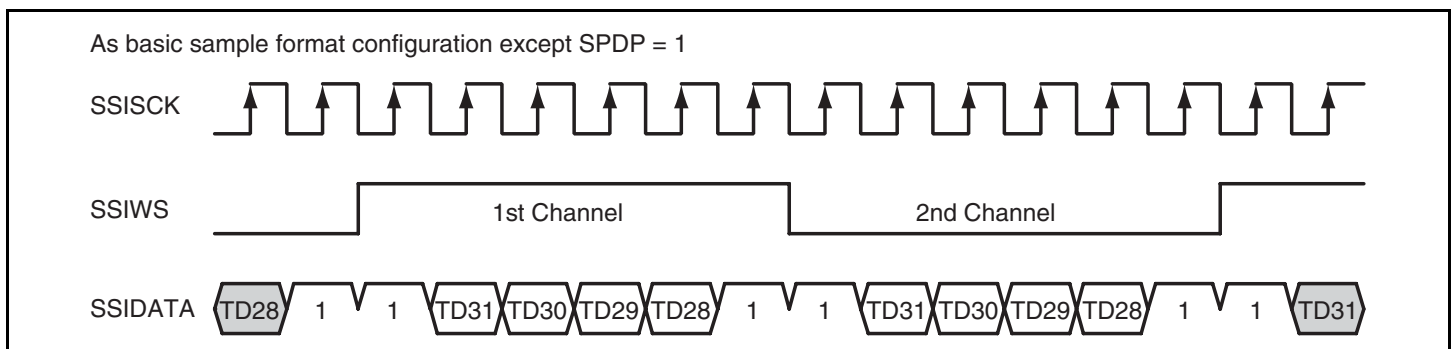 As basic sample format configuration except SPDP = 1
SSISCK
SSIWS 1st Channel 2nd Channel
SSIDATA TD28 1 1 TD31 TD30 TD29 TD28 1 1 TD31 TD30 TD29 TD28 1 1 TD31